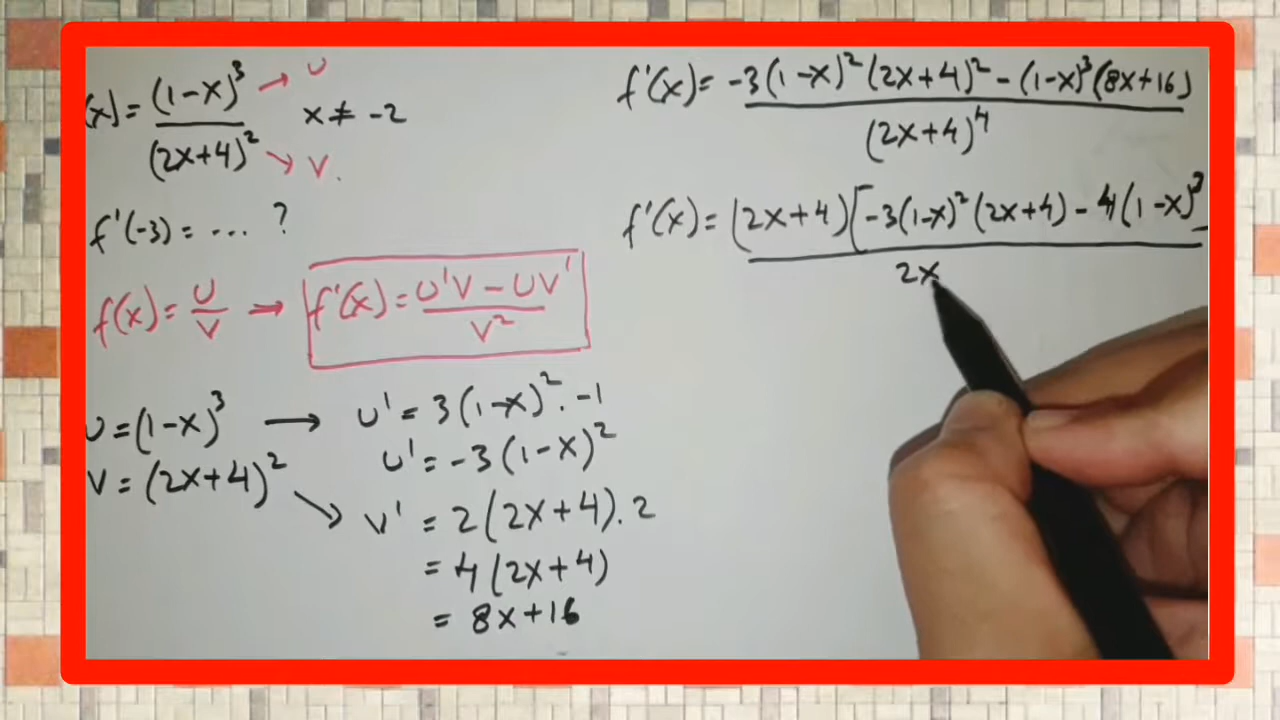 (x) = (1-x)³ / (2x+4)² → U → V.
x ≠ -2
f'(-3) = ... ?
f(x) = U/V → f'(x) = U'V - UV' / V²
U = (1-x)³ → U' = 3(1-x)² . -1
U' = -3(1-x)²
V = (2x+4)² → V' = 2(2x+4) . 2
= 4(2x+4)
= 8x+16
f'(x) = -3(1-x)²(2x+4)² - (1-x)³(8x+16) / (2x+4)⁴
f'(x) = (2x+4)[-3(1-x)²(2x+4) - 4(1-x)³
2x